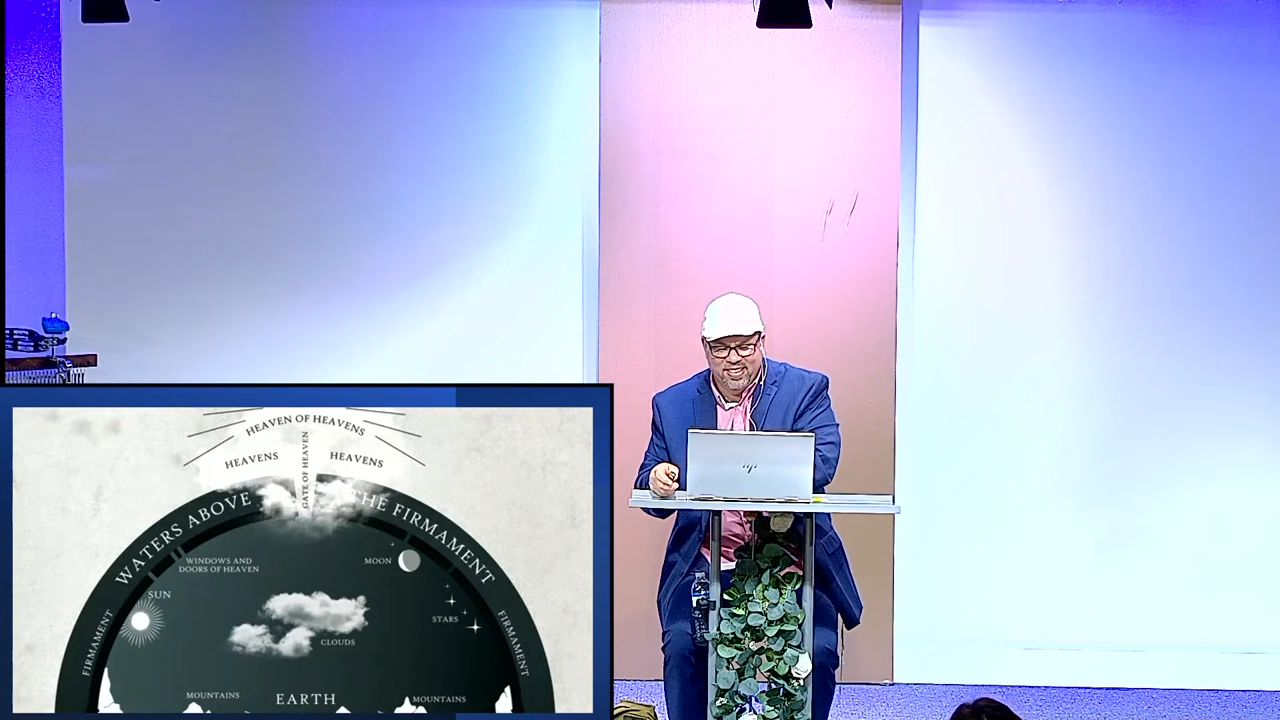 HEAVEN OF HEAVENS
HEAVENS
GATE OF HEAVEN
HEAVENS
WATERS ABOVE
THE FIRMAMENT
WINDOWS AND
DOORS OF HEAVEN
MOON
SUN
STARS
CLOUDS
FIRMAMENT
FIRMAMENT
MOUNTAINS
EARTH
MOUNTAINS
hp